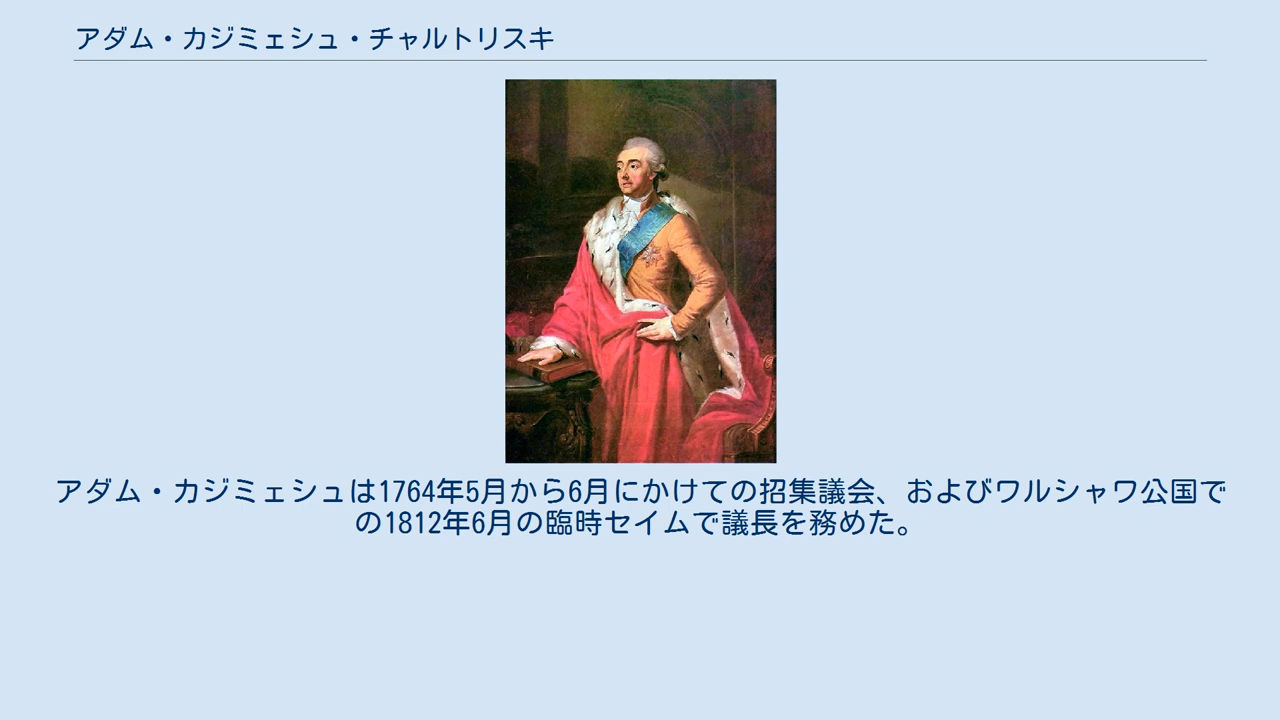 アダム・カジミェシュ・チャルトリスキ
アダム・カジミェシュは1764年5月から6月にかけての招集議会、およびワルシャワ公国で
の1812年6月の臨時セイムで議長を務めた。